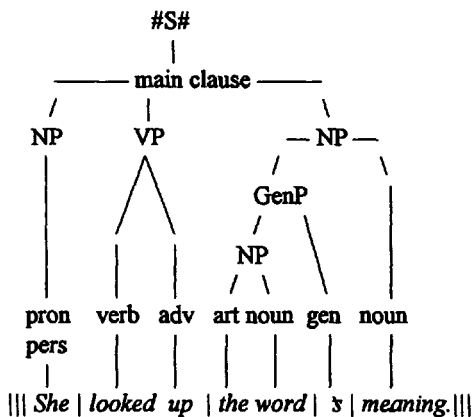 #S#
main clause
NP VP NP
GenP
NP
pron verb adv art noun gen noun
pers
||| She | looked up | the word | 's | meaning.|||